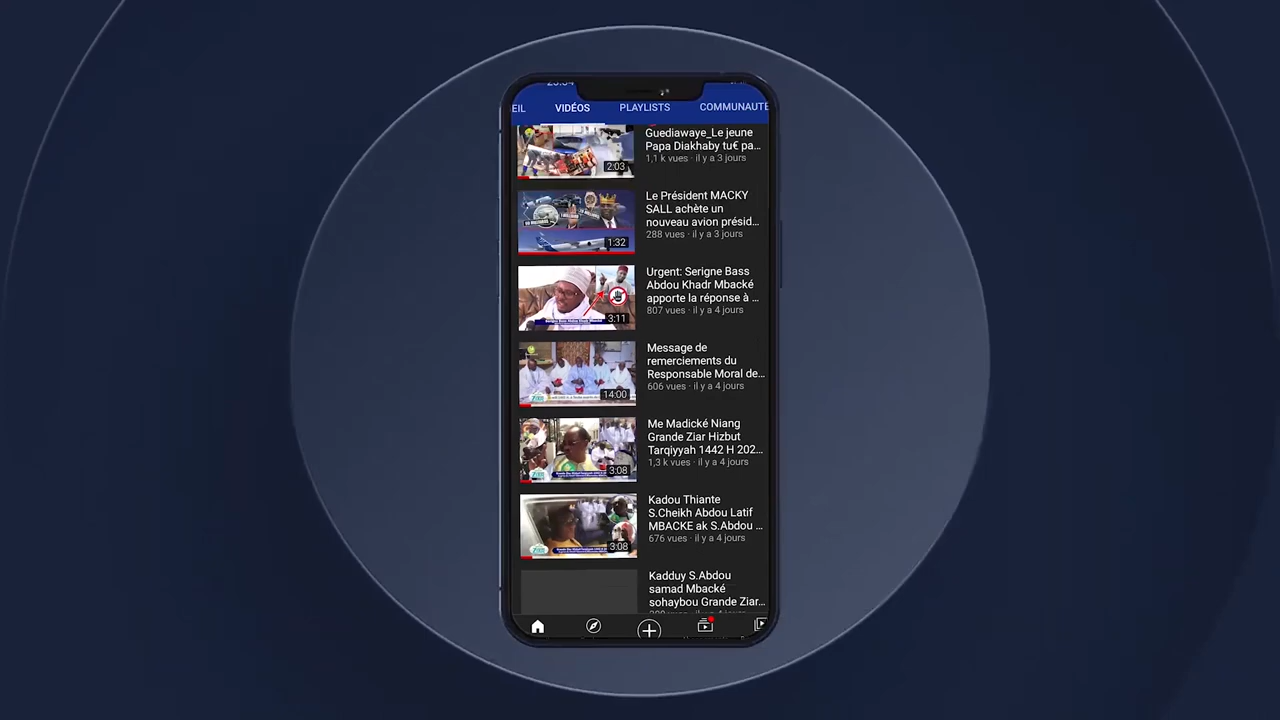 EIL VIDÉOS PLAYLISTS COMMUNAUTÉ
Guediawaye_Le jeune
Papa Diakhaby tu€ pa...
1,1 k vues · il y a 3 jours
2:03
Le Président MACKY
SALL achète un
nouveau avion présid...
288 vues · il y a 3 jours
1:32
Urgent: Serigne Bass
Abdou Khadr Mbacké
apporte la réponse à ...
807 vues · il y a 4 jours
3:11
Message de
remerciements du
Responsable Moral de...
606 vues · il y a 4 jours
14:00
Me Madické Niang
Grande Ziar Hizbut
Tarqiyyah 1442 H 202...
1,3 k vues · il y a 4 jours
3:08
Kadou Thiante
S.Cheikh Abdou Latif
MBACKE ak S.Abdou ...
676 vues · il y a 4 jours
3:08
Kadduy S.Abdou
samad Mbacké
sohaybou Grande Ziar...